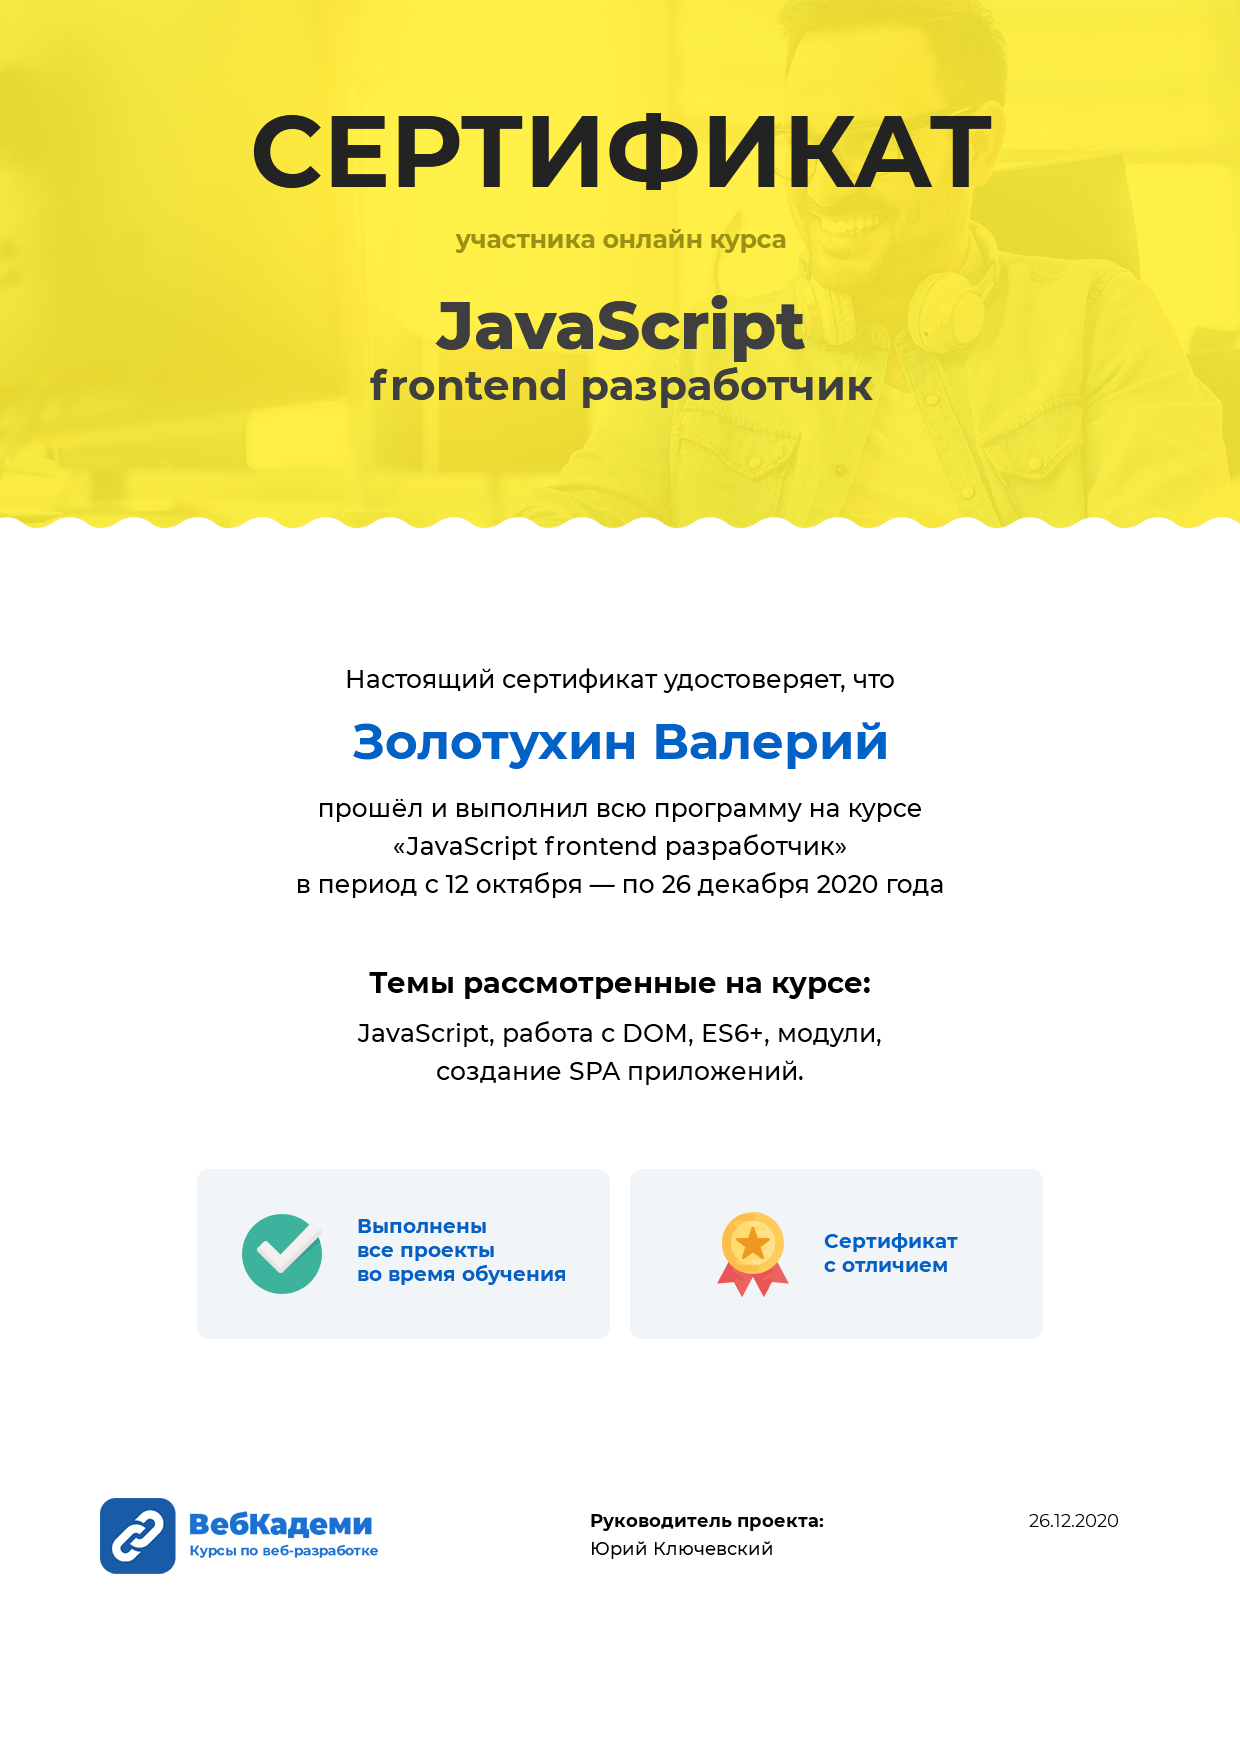 СЕРТИФИКАТ
участника онлайн курса
JavaScript
frontend разработчик
Настоящий сертификат удостоверяет, что
Золотухин Валерий
прошёл и выполнил всю программу на курсе
«JavaScript frontend разработчик»
в период с 12 октября — по 26 декабря 2020 года
Темы рассмотренные на курсе:
JavaScript, работа с DOM, ES6+, модули,
создание SPA приложений.
Выполнены
все проекты
во время обучения
Сертификат
с отличием
ВебКадеми
Курсы по веб-разработке
Руководитель проекта:
Юрий Ключевский
26.12.2020